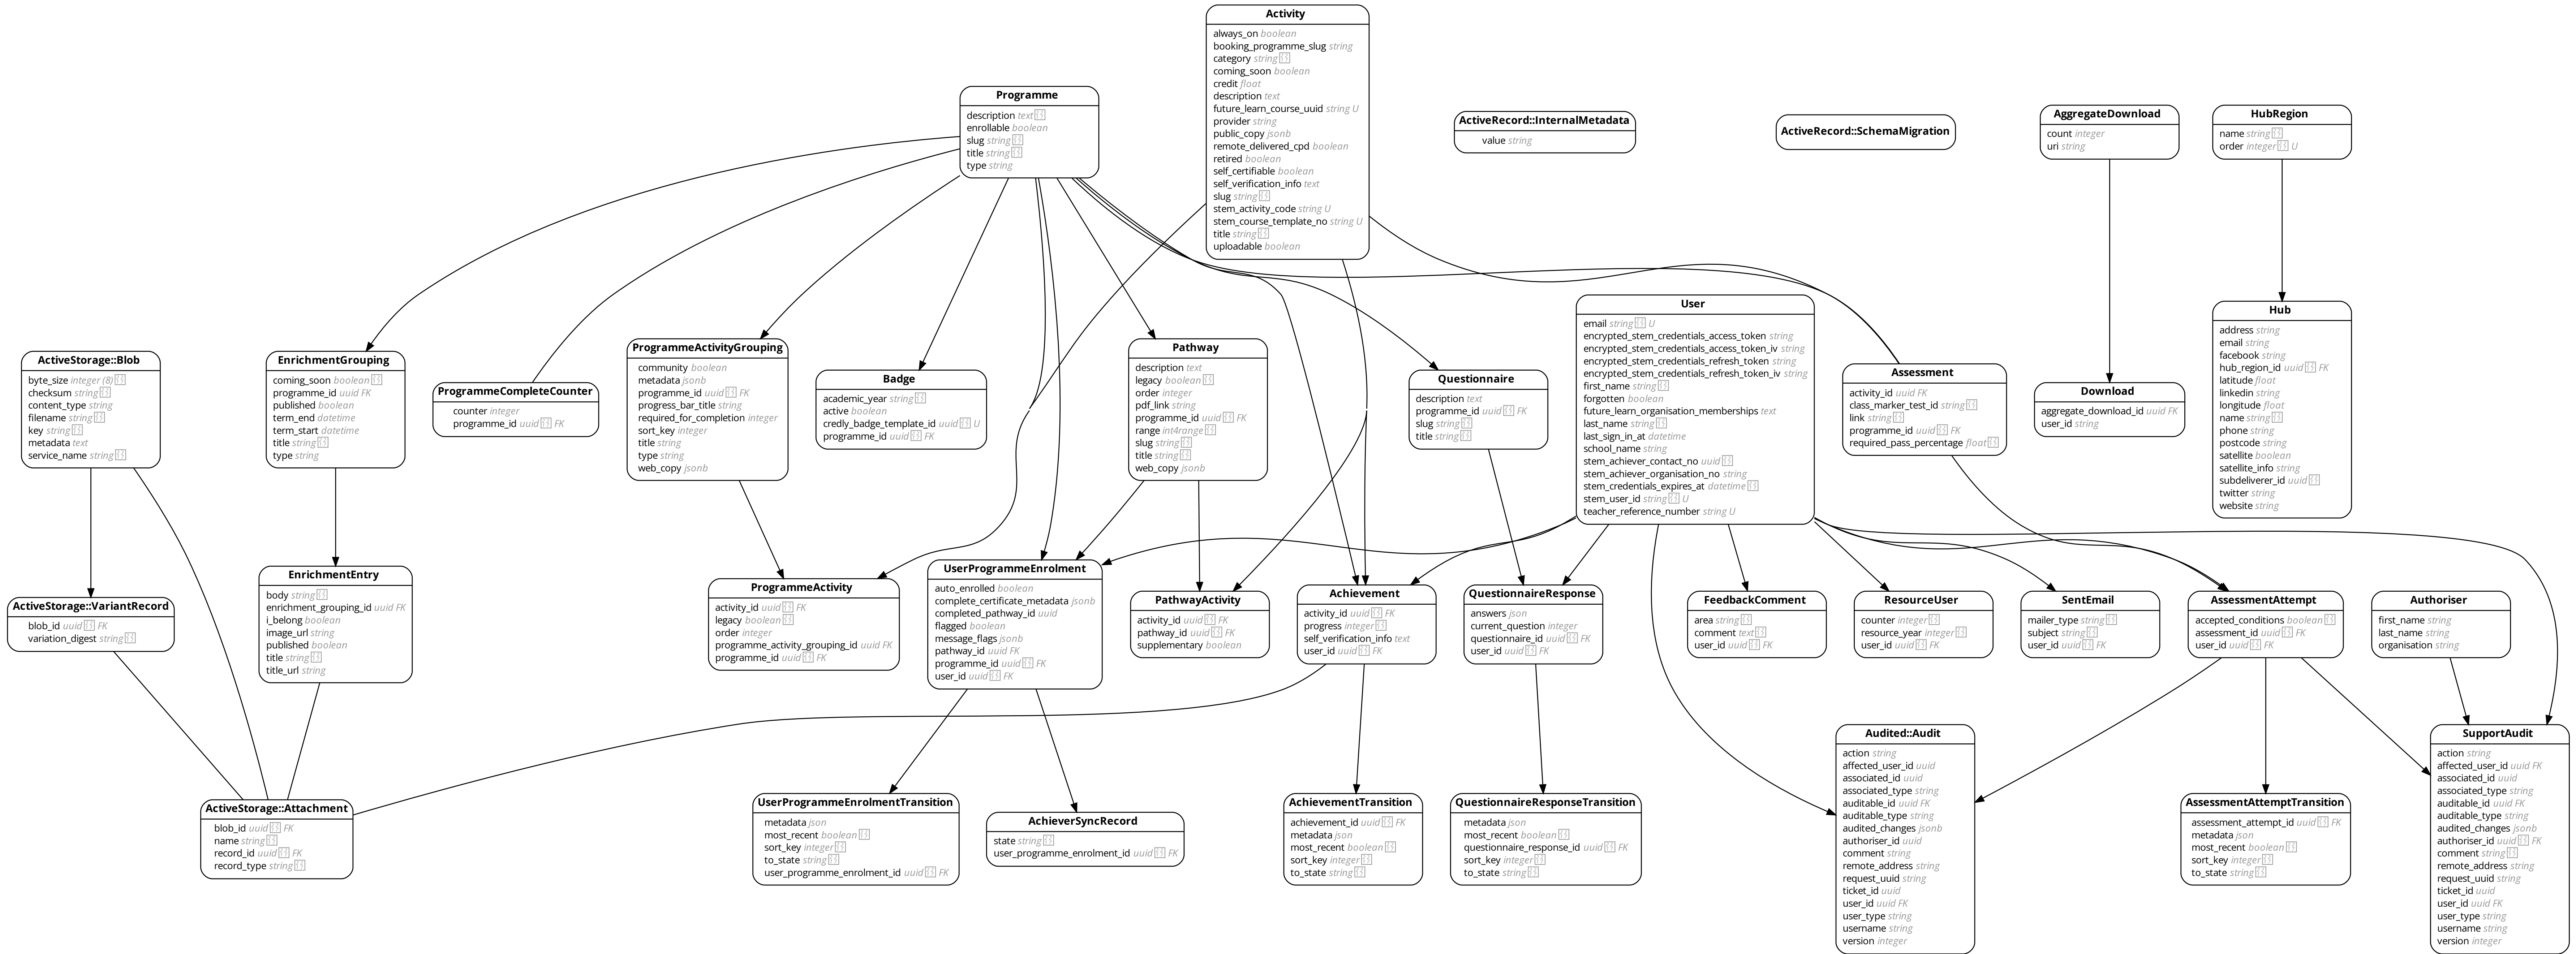 Activity
always_on boolean
booking_programme_slug string
category string
coming_soon boolean
credit float
description text
future_learn_course_uuid string U
provider string
public_copy jsonb
remote_delivered_cpd boolean
retired boolean
self_certifiable boolean
self_verification_info text
slug string
stem_activity_code string U
stem_course_template_no string U
title string
uploadable boolean
Programme
description text
enrollable boolean
slug string
title string
type string
ActiveRecord::InternalMetadata
value string
ActiveRecord::SchemaMigration
AggregateDownload
count integer
uri string
HubRegion
name string
order integer U
ActiveStorage::Blob
byte_size integer (8)
checksum string
content_type string
filename string
key string
metadata text
service_name string
EnrichmentGrouping
coming_soon boolean
programme_id uuid FK
published boolean
term_end datetime
term_start datetime
title string
type string
ProgrammeCompleteCounter
counter integer
programme_id uuid FK
ProgrammeActivityGrouping
community boolean
metadata jsonb
programme_id uuid FK
progress_bar_title string
required_for_completion integer
sort_key integer
title string
type string
web_copy jsonb
Badge
academic_year string
active boolean
credly_badge_template_id uuid U
programme_id uuid FK
Pathway
description text
legacy boolean
order integer
pdf_link string
programme_id uuid FK
range int4range
slug string
title string
web_copy jsonb
Questionnaire
description text
programme_id uuid FK
slug string
title string
User
email string U
encrypted_stem_credentials_access_token string
encrypted_stem_credentials_access_token_iv string
encrypted_stem_credentials_refresh_token string
encrypted_stem_credentials_refresh_token_iv string
first_name string
forgotten boolean
future_learn_organisation_memberships text
last_name string
last_sign_in_at datetime
school_name string
stem_achiever_contact_no uuid
stem_achiever_organisation_no string
stem_credentials_expires_at datetime
stem_user_id string U
teacher_reference_number string U
Assessment
activity_id uuid FK
class_marker_test_id string
link string
programme_id uuid FK
required_pass_percentage float
Download
aggregate_download_id uuid FK
user_id string
Hub
address string
email string
facebook string
hub_region_id uuid FK
latitude float
linkedin string
longitude float
name string
phone string
postcode string
satellite boolean
satellite_info string
subdeliverer_id uuid
twitter string
website string
ActiveStorage::VariantRecord
blob_id uuid FK
variation_digest string
EnrichmentEntry
body string
enrichment_grouping_id uuid FK
i_belong boolean
image_url string
published boolean
title string
title_url string
ProgrammeActivity
activity_id uuid FK
legacy boolean
order integer
programme_activity_grouping_id uuid FK
programme_id uuid FK
UserProgrammeEnrolment
auto_enrolled boolean
complete_certificate_metadata jsonb
completed_pathway_id uuid
flagged boolean
message_flags jsonb
pathway_id uuid FK
programme_id uuid FK
user_id uuid FK
PathwayActivity
activity_id uuid FK
pathway_id uuid FK
supplementary boolean
Achievement
activity_id uuid FK
progress integer
self_verification_info text
user_id uuid FK
QuestionnaireResponse
answers json
current_question integer
questionnaire_id uuid FK
user_id uuid FK
FeedbackComment
area string
comment text
user_id uuid FK
ResourceUser
counter integer
resource_year integer
user_id uuid FK
SentEmail
mailer_type string
subject string
user_id uuid FK
AssessmentAttempt
accepted_conditions boolean
assessment_id uuid FK
user_id uuid FK
Authoriser
first_name string
last_name string
organisation string
ActiveStorage::Attachment
blob_id uuid FK
name string
record_id uuid FK
record_type string
UserProgrammeEnrolmentTransition
metadata json
most_recent boolean
sort_key integer
to_state string
user_programme_enrolment_id uuid FK
AchieverSyncRecord
state string
user_programme_enrolment_id uuid FK
AchievementTransition
achievement_id uuid FK
metadata json
most_recent boolean
sort_key integer
to_state string
QuestionnaireResponseTransition
metadata json
most_recent boolean
questionnaire_response_id uuid FK
sort_key integer
to_state string
Audited::Audit
action string
affected_user_id uuid
associated_id uuid
associated_type string
auditable_id uuid FK
auditable_type string
audited_changes jsonb
authoriser_id uuid
comment string
remote_address string
request_uuid string
ticket_id uuid
user_id uuid FK
user_type string
username string
version integer
AssessmentAttemptTransition
assessment_attempt_id uuid FK
metadata json
most_recent boolean
sort_key integer
to_state string
SupportAudit
action string
affected_user_id uuid FK
associated_id uuid
associated_type string
auditable_id uuid FK
auditable_type string
audited_changes jsonb
authoriser_id uuid FK
comment string
remote_address string
request_uuid string
ticket_id uuid
user_id uuid FK
user_type string
username string
version integer